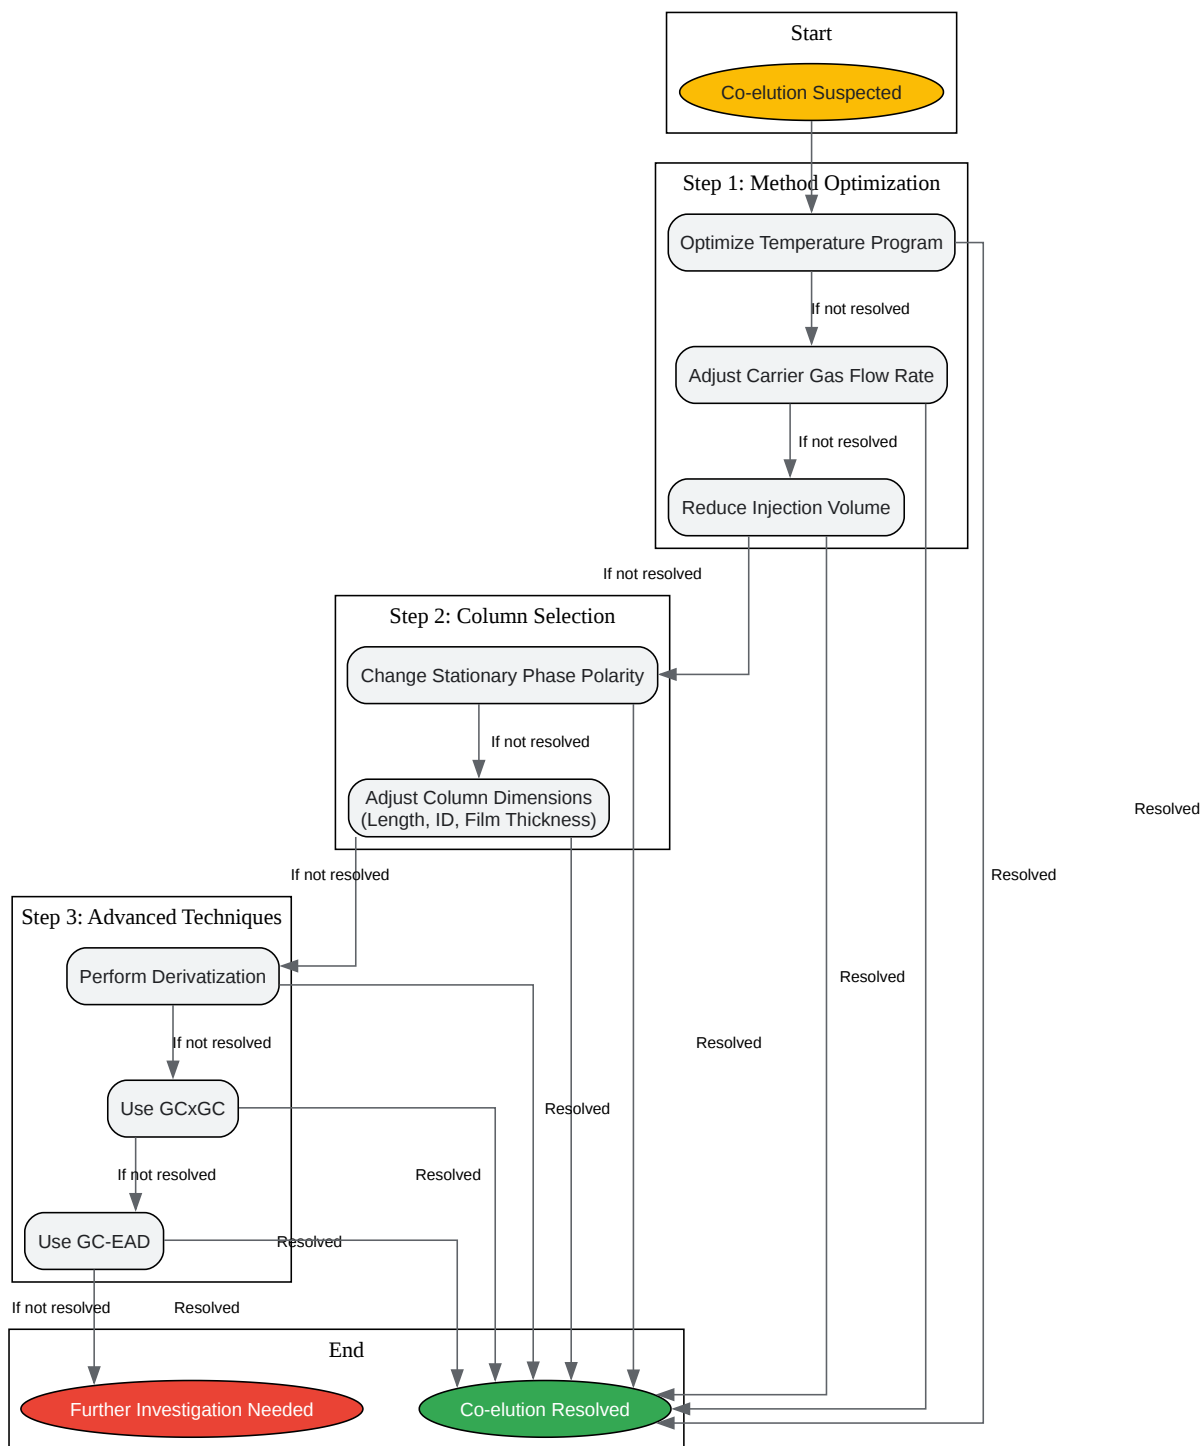 Start
Co-elution Suspected
Step 1: Method Optimization
Optimize Temperature Program
If not resolved
Adjust Carrier Gas Flow Rate
If not resolved
Reduce Injection Volume
If not resolved
Step 2: Column Selection
Change Stationary Phase Polarity
If not resolved
Adjust Column Dimensions
(Length, ID, Film Thickness)
Resolved
If not resolved
Resolved
Step 3: Advanced Techniques
Perform Derivatization
Resolved
If not resolved
Resolved
Use GCxGC
Resolved
If not resolved
Resolved
Use GC-EAD
Resolved
If not resolved
Resolved
End
Further Investigation Needed
Co-elution Resolved